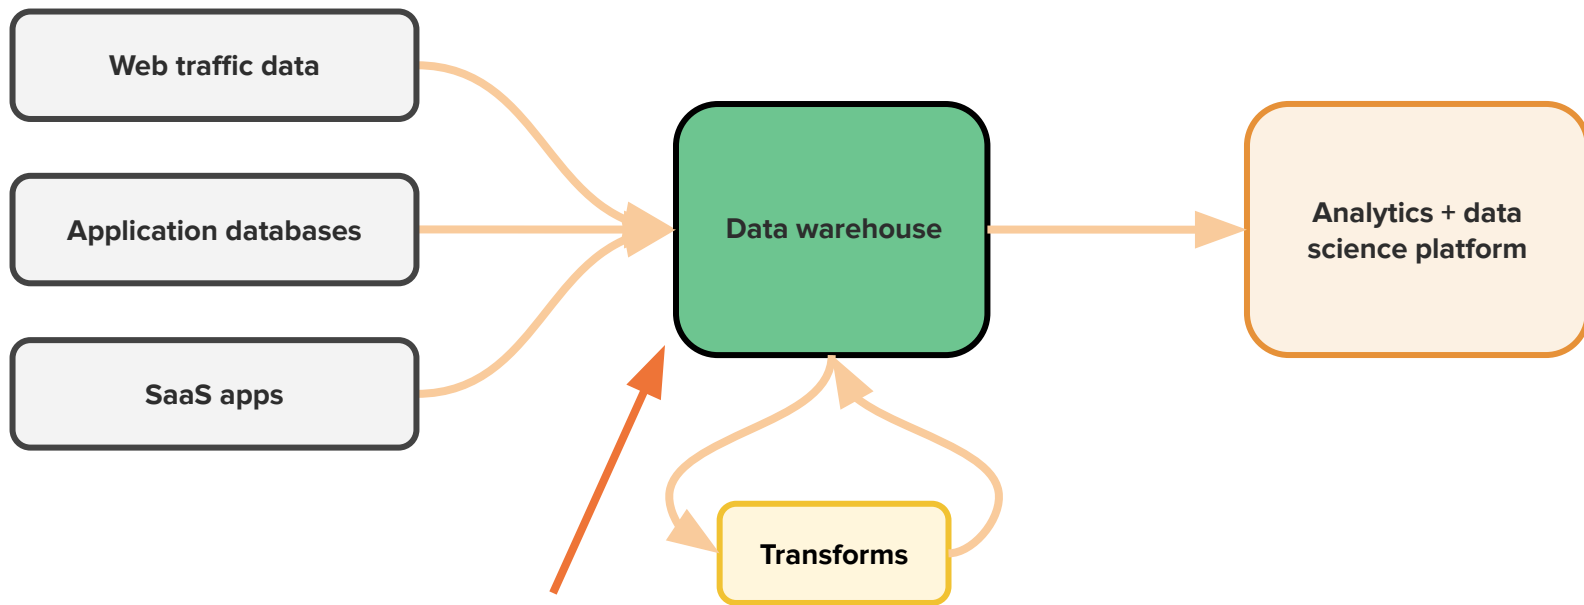 Web traffic data
Application databases
SaaS apps
Data warehouse
Transforms
Analytics + data
science platform